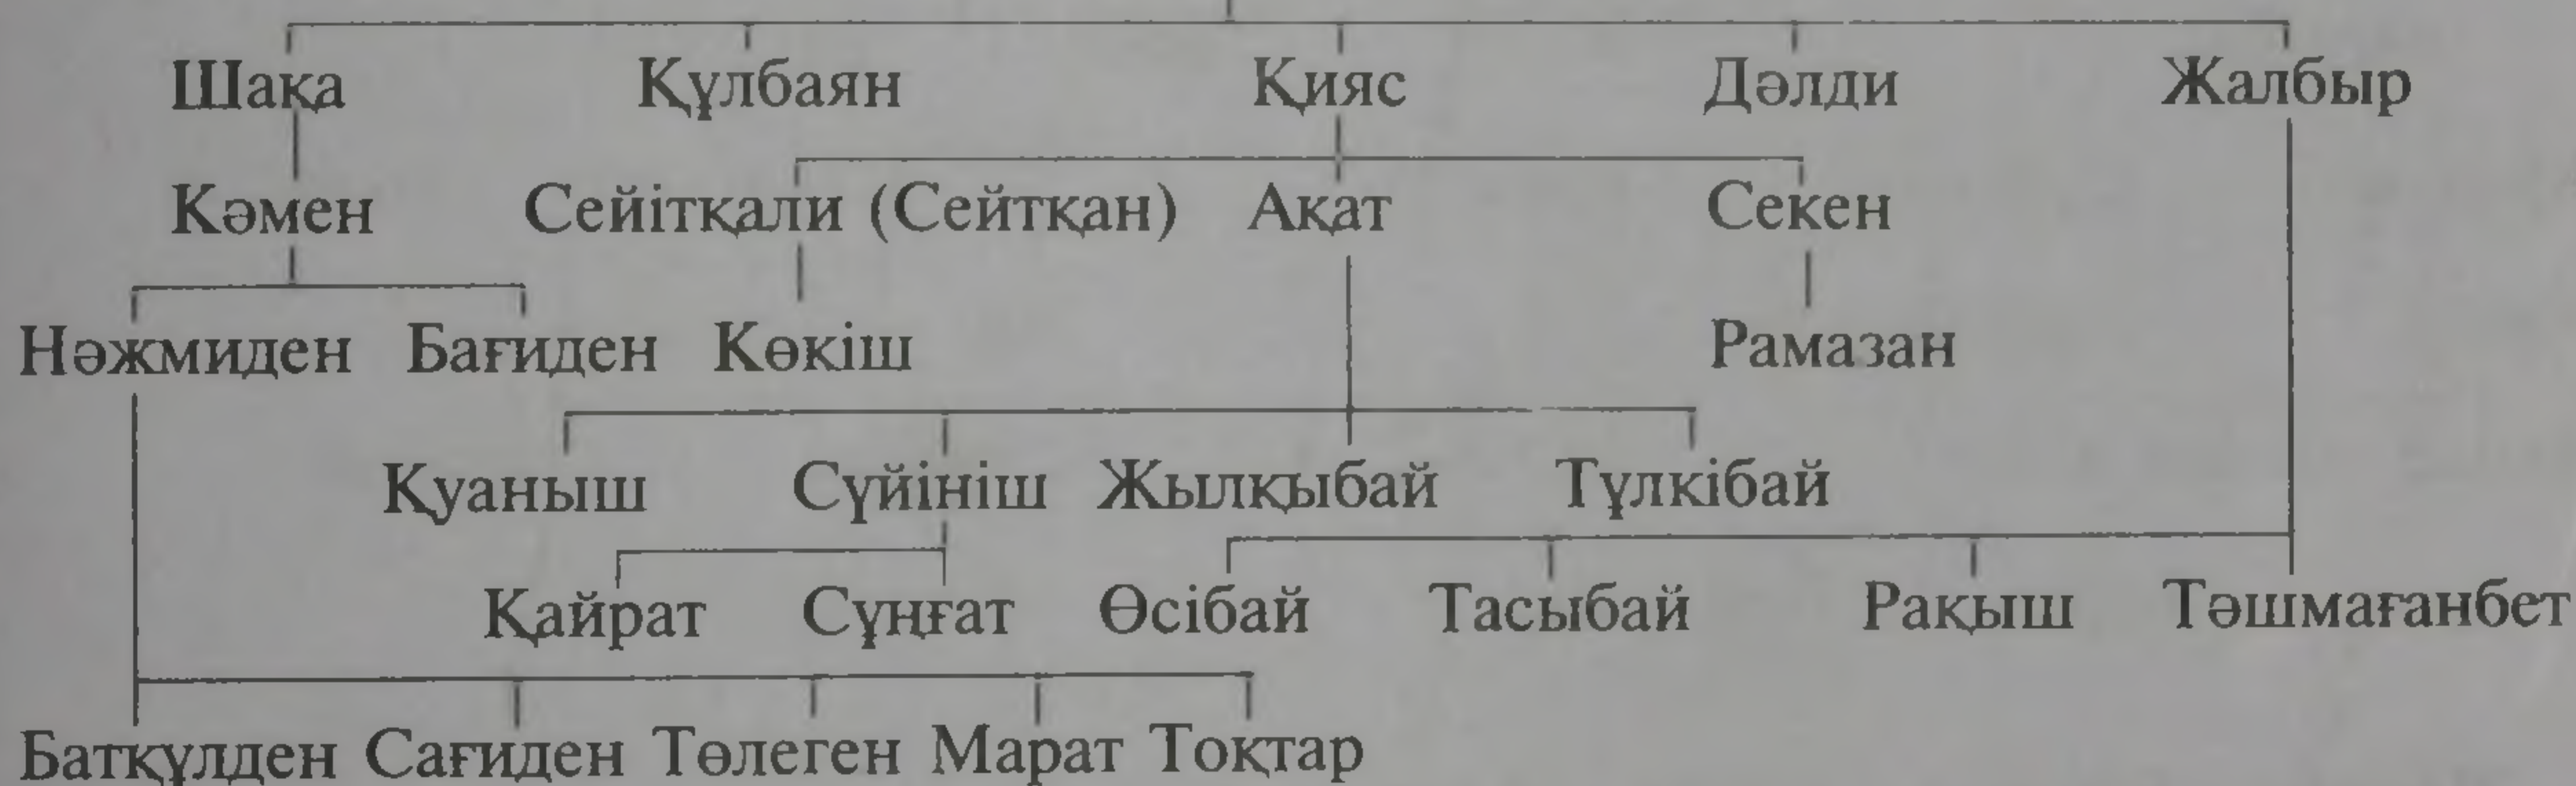 Шақа Құлбаян Қияс Дәлди Жалбыр
Кәмен Сейітқали (Сейтқан) Ақат Секен
Нәжмиден Бағиден Көкіш Рамазан
Қуаныш Сүйініш Жылқыбай Түлкібай
Қайрат Сұңғат Өсібай Тасыбай Рақыш Тәшмағанбет
Батқұлден Сағиден Төлеген Марат Тоқтар